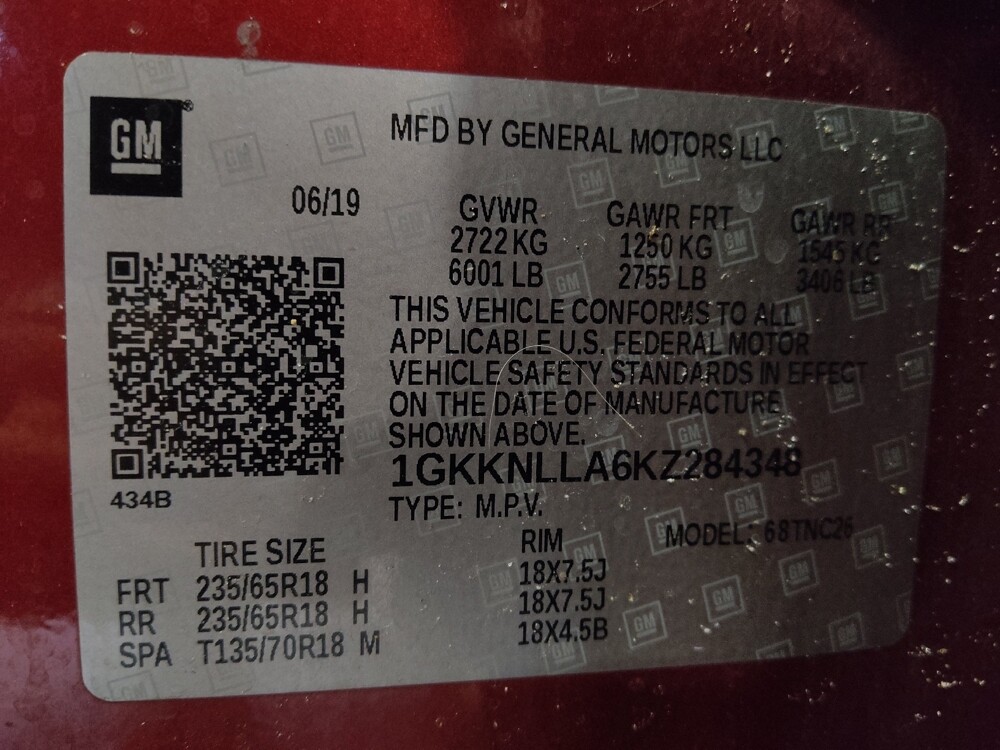 GM®
MFD BY GENERAL MOTORS LLC
06/19
GVWR GAWR FRT GAWR RR
2722 KG 1250 KG 1545 KG
6001 LB 2755 LB 3406 LB
THIS VEHICLE CONFORMS TO ALL
APPLICABLE U.S. FEDERAL MOTOR
VEHICLE SAFETY STANDARDS IN EFFECT
ON THE DATE OF MANUFACTURE
SHOWN ABOVE.
1GKKNLLA6KZ284348
434B
TYPE: M.P.V.
MODEL: 68TNC26
TIRE SIZE RIM
FRT 235/65R18 H 18X7.5J
RR 235/65R18 H 18X7.5J
SPA T135/70R18 M 18X4.5B